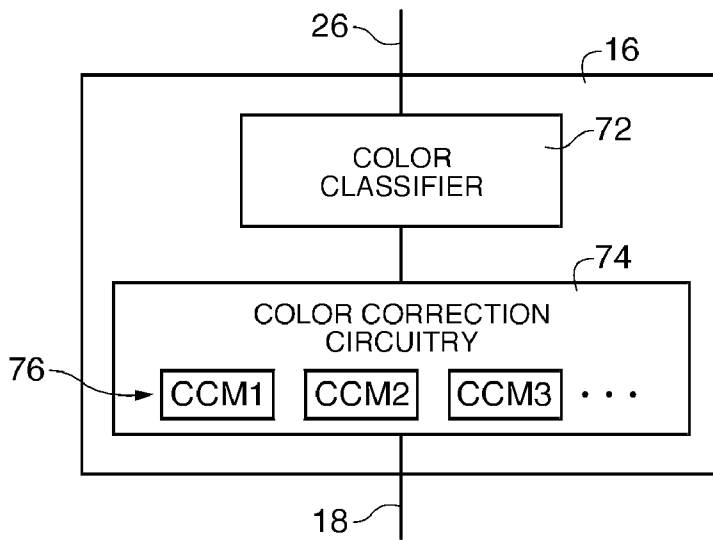 26
16
72
COLOR
CLASSIFIER
74
COLOR CORRECTION
CIRCUITRY
76
CCM1 CCM2 CCM3 . . .
18